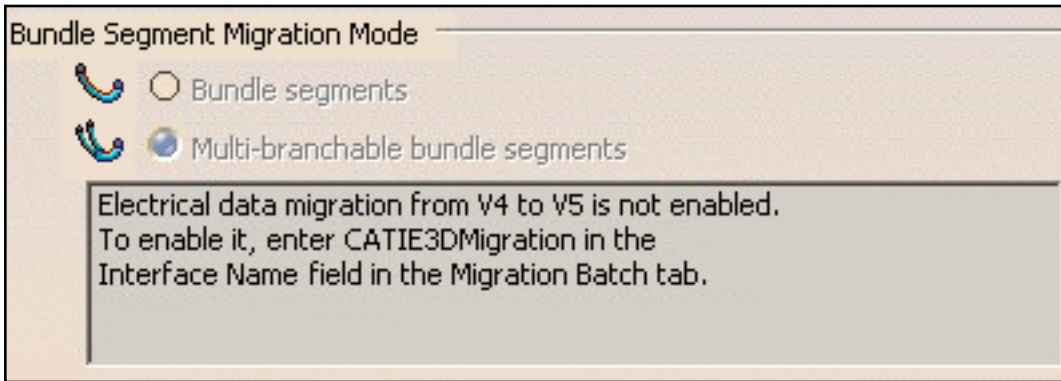 Bundle Segment Migration Mode
Bundle segments
Multi-branchable bundle segments
Electrical data migration from V4 to V5 is not enabled.
To enable it, enter CATIE3DMigration in the
Interface Name field in the Migration Batch tab.